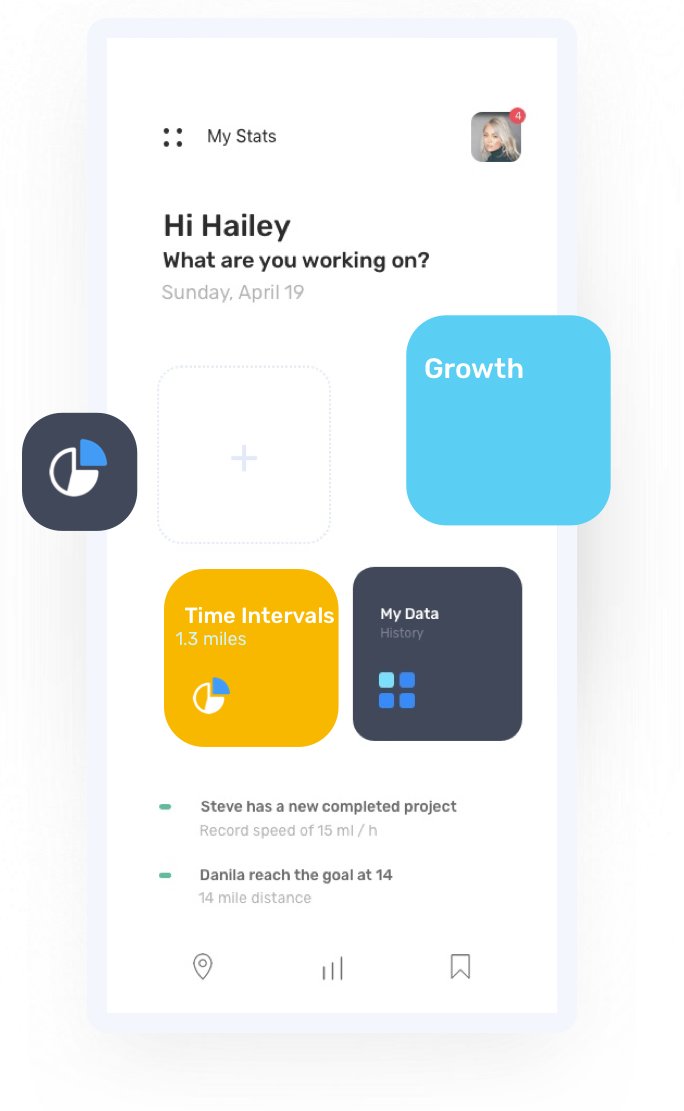 My Stats
4
Hi Hailey
What are you working on?
Sunday, April 19
Growth
Time Intervals
1.3 miles
My Data
History
Steve has a new completed project
Record speed of 15 ml / h
Danila reach the goal at 14
14 mile distance